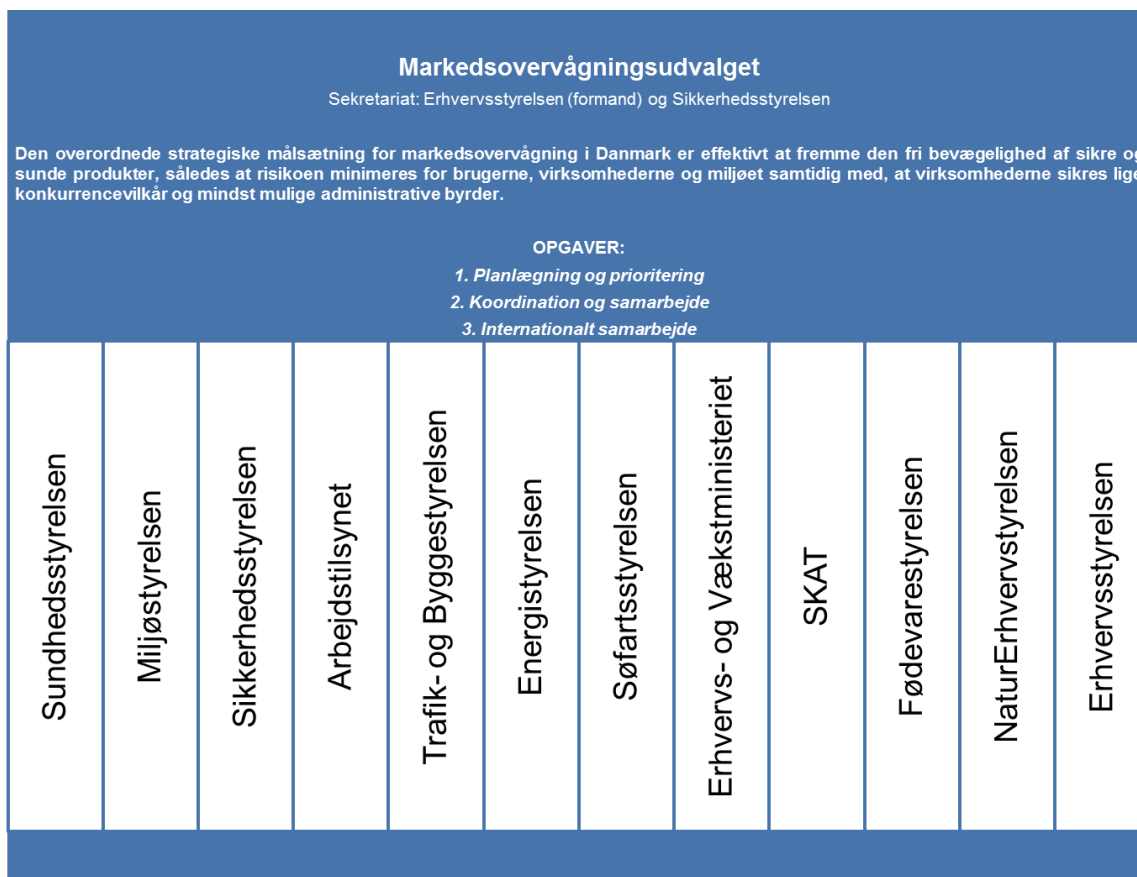 Markedsovervågningsudvalget
Sekretariat: Erhvervsstyrelsen (formand) og Sikkerhedsstyrelsen
Den overordnede strategiske målsætning for markedsovervågning i Danmark er effektivt at fremme den fri bevægelighed af sikre og
sunde produkter, således at risikoen minimeres for brugerne, virksomhederne og miljøet samtidig med, at virksomhederne sikres lige
konkurrencevilkår og mindst mulige administrative byrder.
OPGAVER:
1. Planlægning og prioritering
2. Koordination og samarbejde
3. Internationalt samarbejde
Sundhedsstyrelsen
Miljøstyrelsen
Sikkerhedsstyrelsen
Arbejdstilsynet
Trafik- og Byggestyrelsen
Energistyrelsen
Søfartsstyrelsen
Erhvervs- og Vækstministeriet
SKAT
Fødevarestyrelsen
NaturErhvervstyrelsen
Erhvervsstyrelsen